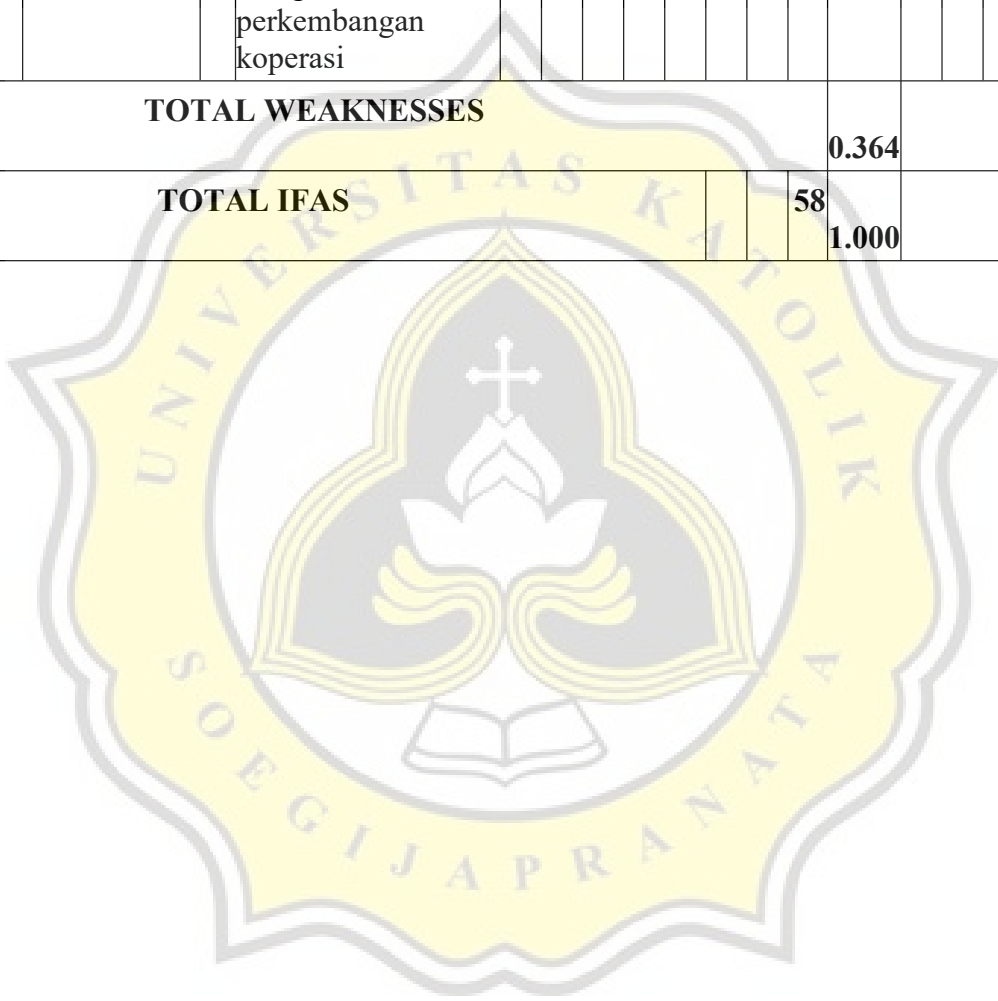 perkembangan
koperasi
TOTAL WEAKNESSES
0.364
TOTAL IFAS 58
1.000
UNIVERSITAS KATOLIK
SOEGIJAPRANATA